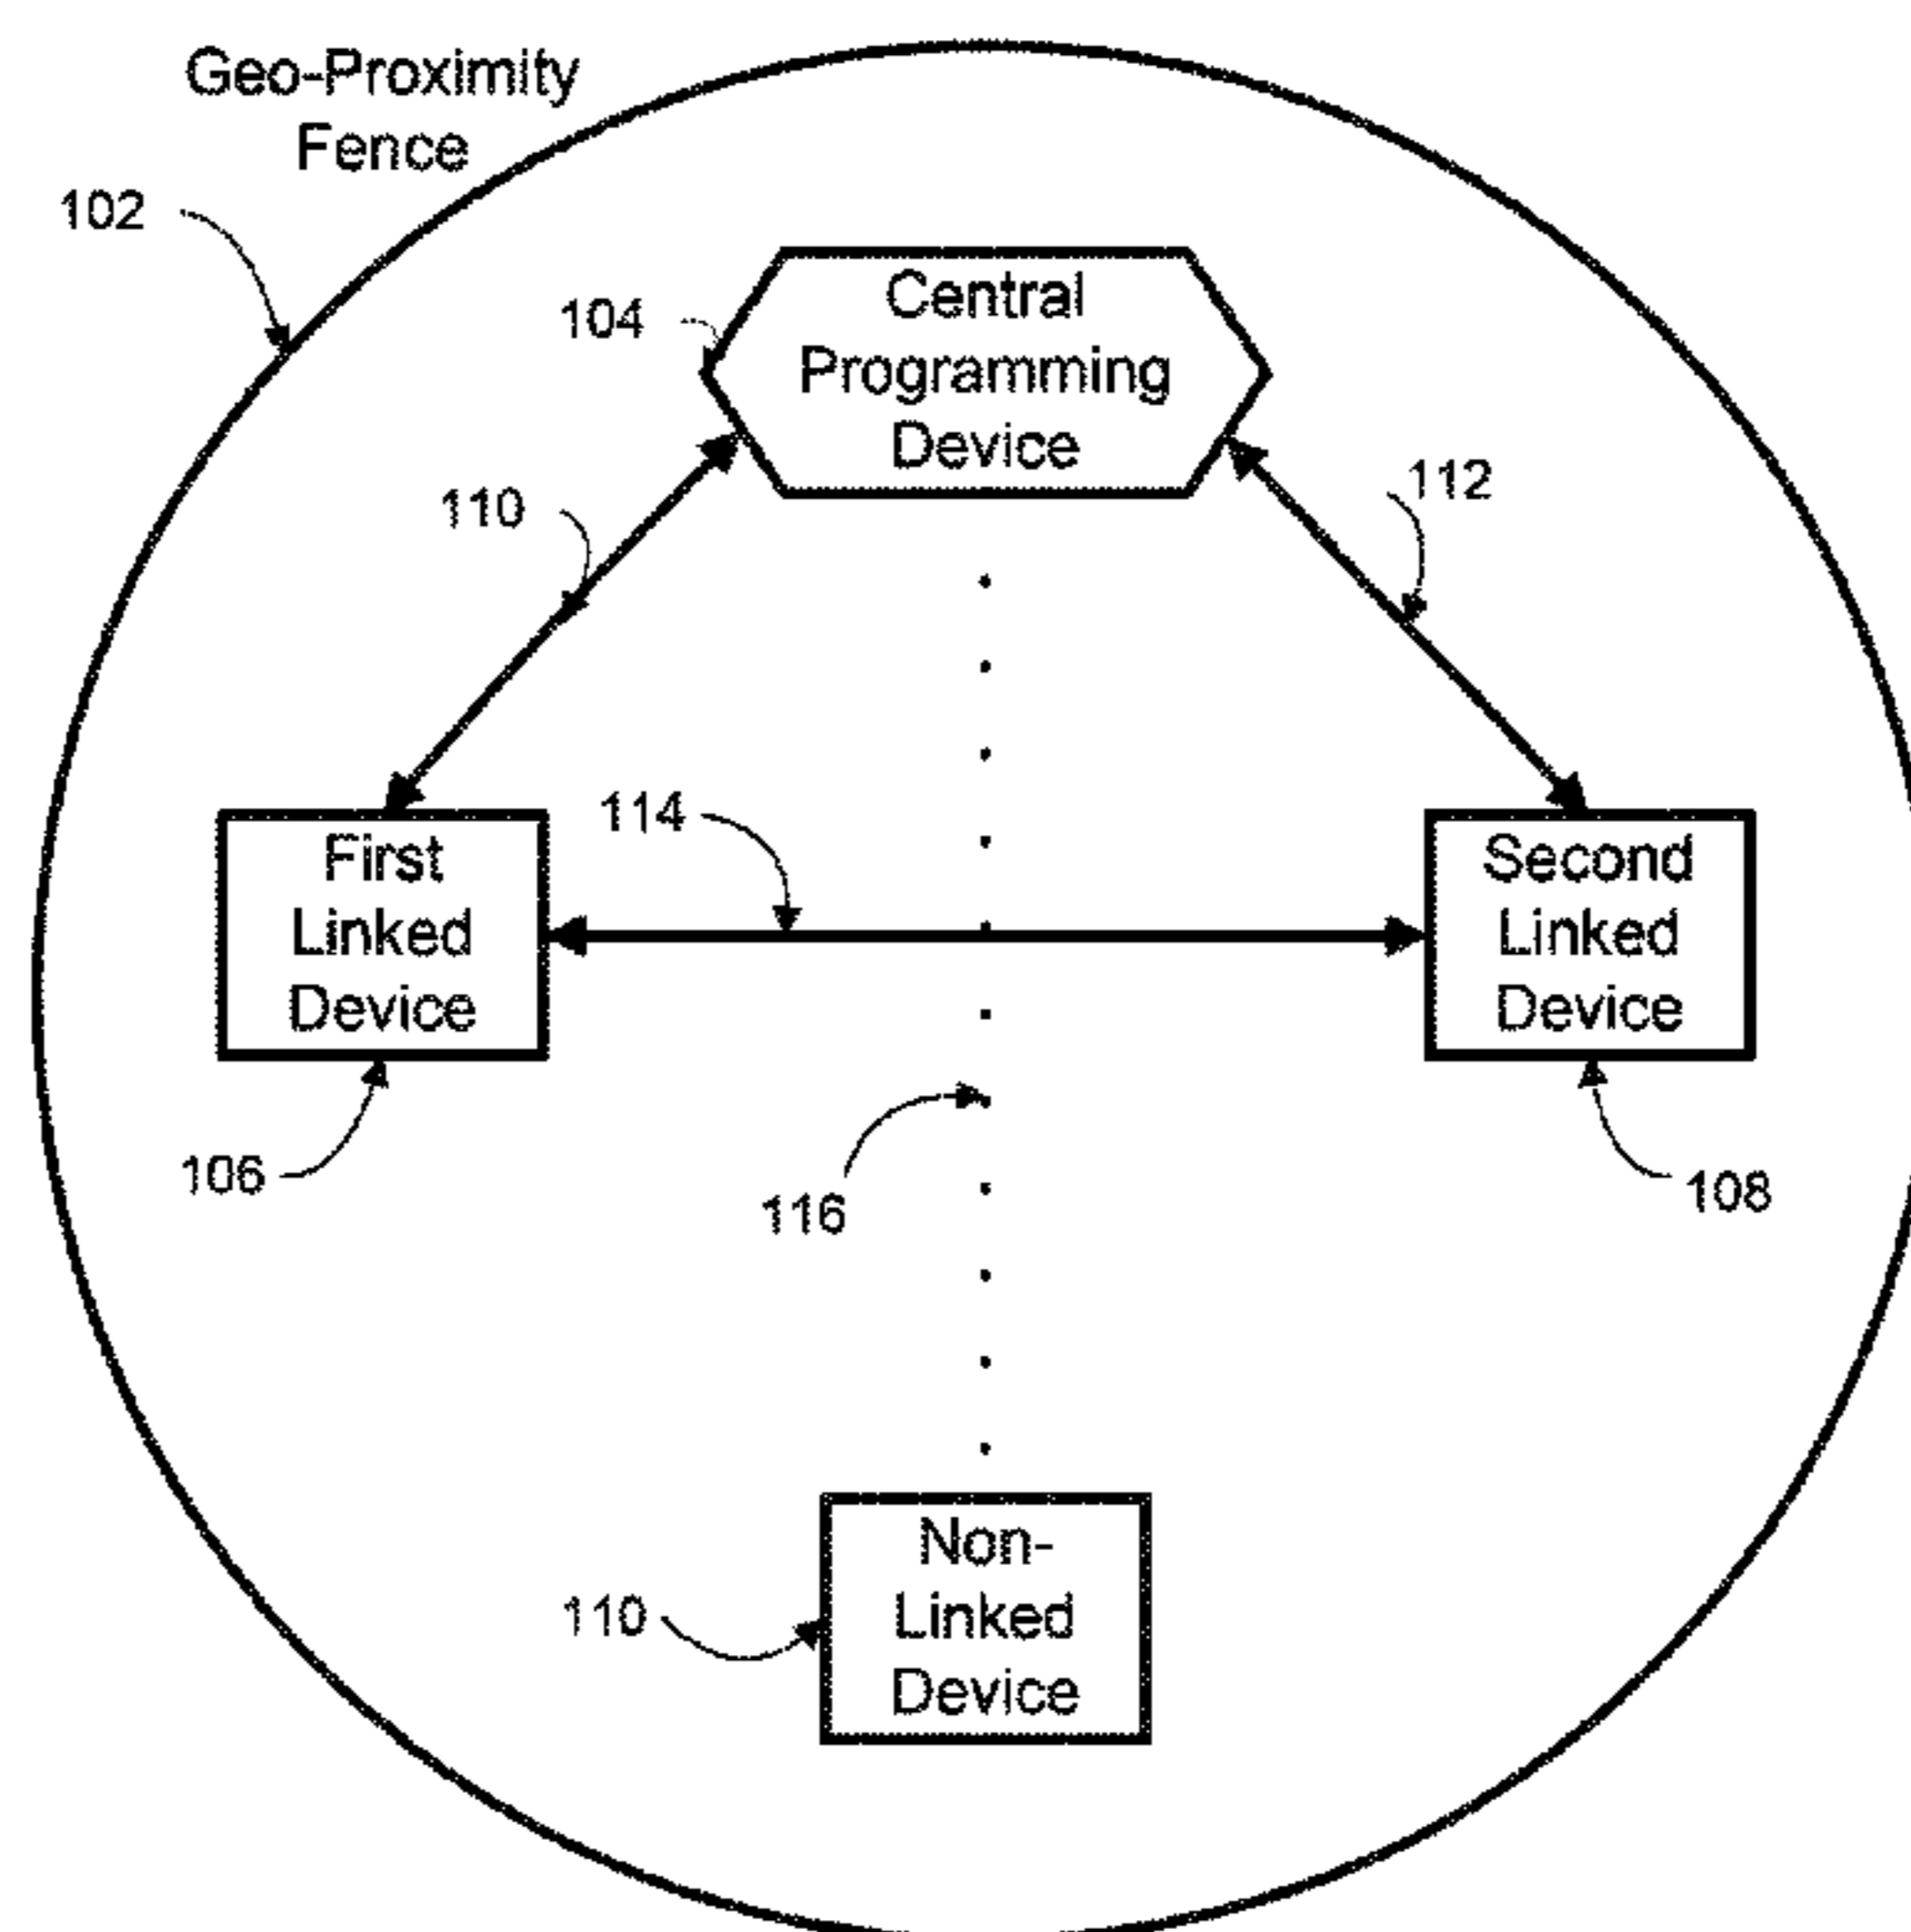 Geo-Proximity
Fence
102
104
Central
Programming
Device
110
112
114
First
Linked
Device
Second
Linked
Device
106
116
108
110
Non-
Linked
Device